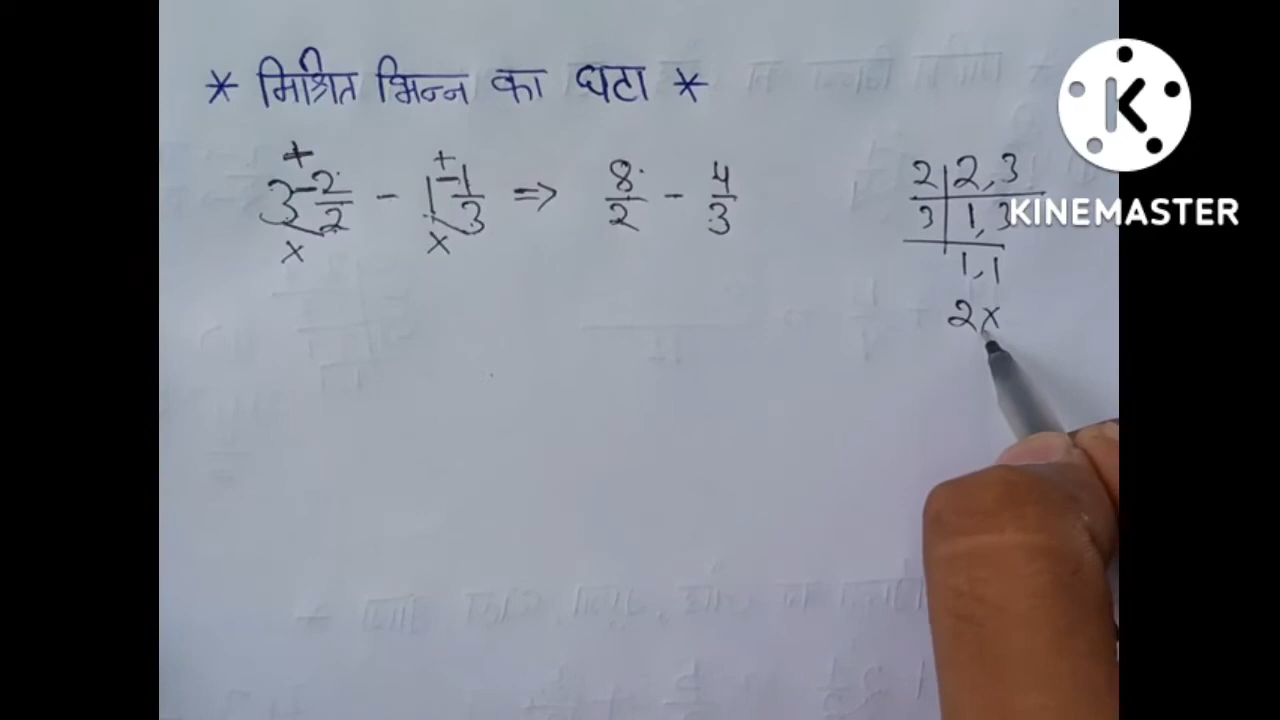 * मिश्रित भिन्न का घटा *
3 2/2 - 1 1/3 ⇒ 8/2 - 4/3
+ +
x x
2 | 2, 3
3 | 1, 3
1, 1
2x
K
KINEMASTER